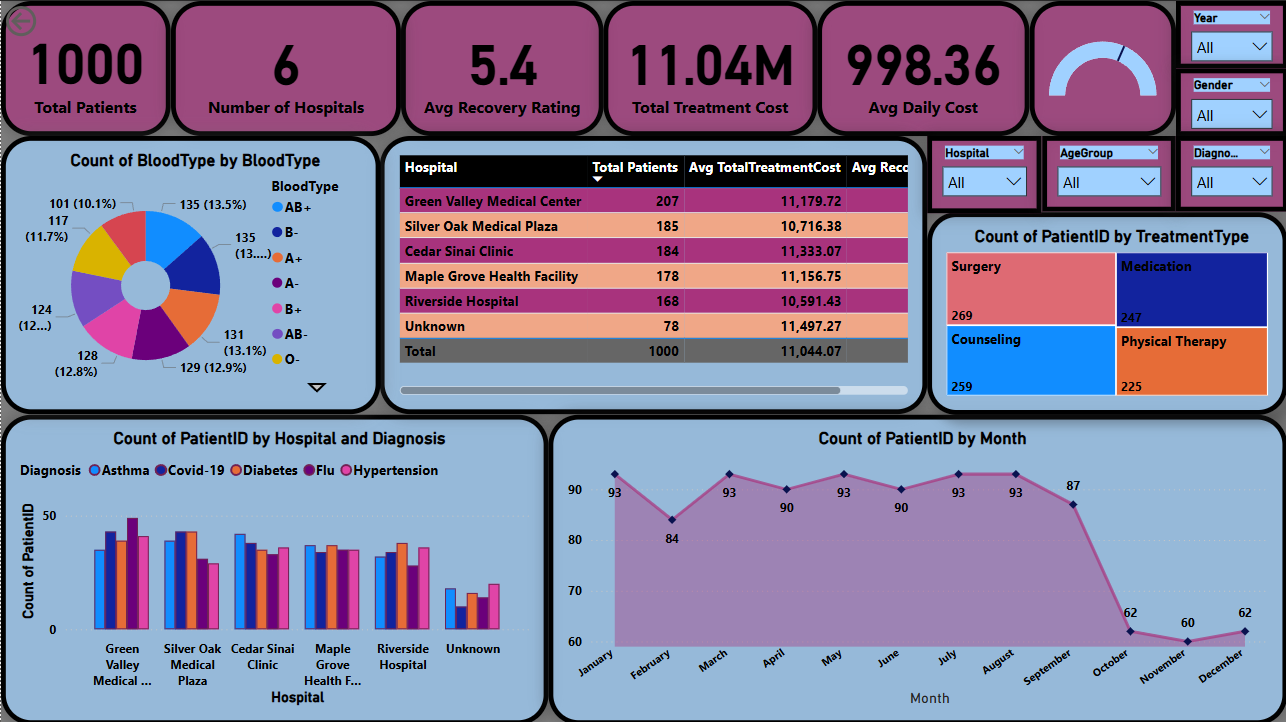 1000
Total Patients
6
Number of Hospitals
5.4
Avg Recovery Rating
11.04M
Total Treatment Cost
998.36
Avg Daily Cost
Year
All
Gender
All
Hospital
All
AgeGroup
All
Diagno...
All
Count of BloodType by BloodType
101 (10.1%)
117
(11.7%)
124
(12...)
128
(12.8%)
129 (12.9%)
131
(13.1%)
135
(13....)
135 (13.5%)
BloodType
AB+
B-
A+
A-
B+
AB-
O-
Hospital Total Patients Avg TotalTreatmentCost Avg Reco
Green Valley Medical Center 207 11,179.72
Silver Oak Medical Plaza 185 10,716.38
Cedar Sinai Clinic 184 11,333.07
Maple Grove Health Facility 178 11,156.75
Riverside Hospital 168 10,591.43
Unknown 78 11,497.27
Total 1000 11,044.07
Count of PatientID by TreatmentType
Surgery
269
Medication
247
Counseling
259
Physical Therapy
225
Count of PatientID by Hospital and Diagnosis
Diagnosis Asthma Covid-19 Diabetes Flu Hypertension
Count of PatientID
50
0
Green
Valley
Medical ...
Silver Oak
Medical
Plaza
Cedar Sinai
Clinic
Maple
Grove
Health F...
Riverside
Hospital
Unknown
Hospital
Count of PatientID by Month
90
80
70
60
93
84
93
90
93
90
93
93
87
62
60
62
January
February
March
April
May
June
July
August
September
October
November
December
Month